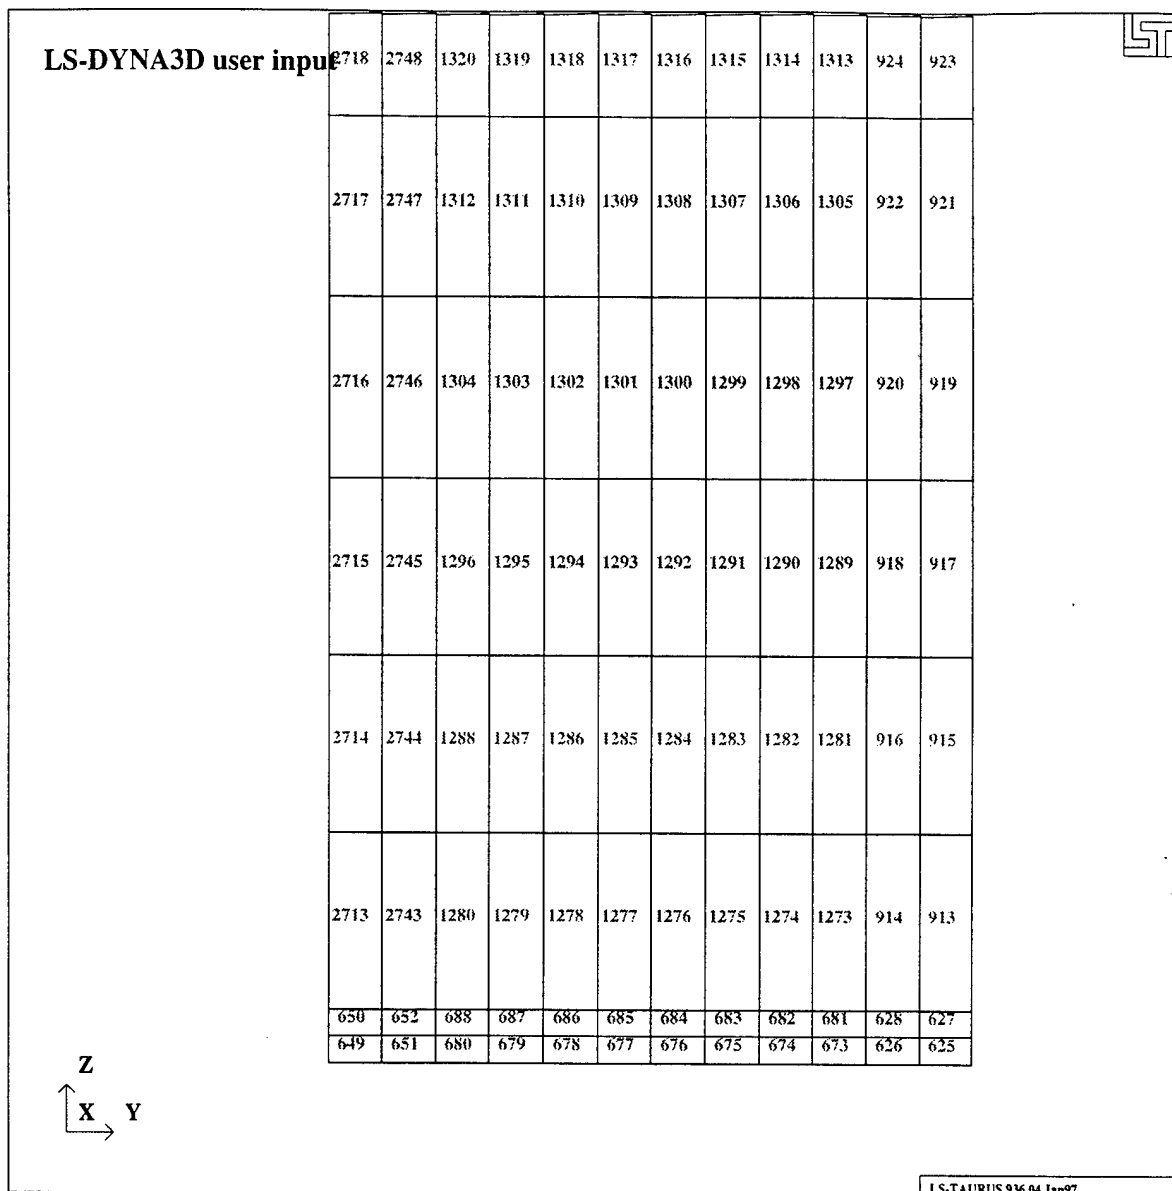 LS-DYNA3D user input
2718 2748 1320 1319 1318 1317 1316 1315 1314 1313 924 923
2717 2747 1312 1311 1310 1309 1308 1307 1306 1305 922 921
2716 2746 1304 1303 1302 1301 1300 1299 1298 1297 920 919
2715 2745 1296 1295 1294 1293 1292 1291 1290 1289 918 917
2714 2744 1288 1287 1286 1285 1284 1283 1282 1281 916 915
2713 2743 1280 1279 1278 1277 1276 1275 1274 1273 914 913
650 652 688 687 686 685 684 683 682 681 628 627
649 651 680 679 678 677 676 675 674 673 626 625
Z
X Y
LS-TAURUS 936 04 Jan97